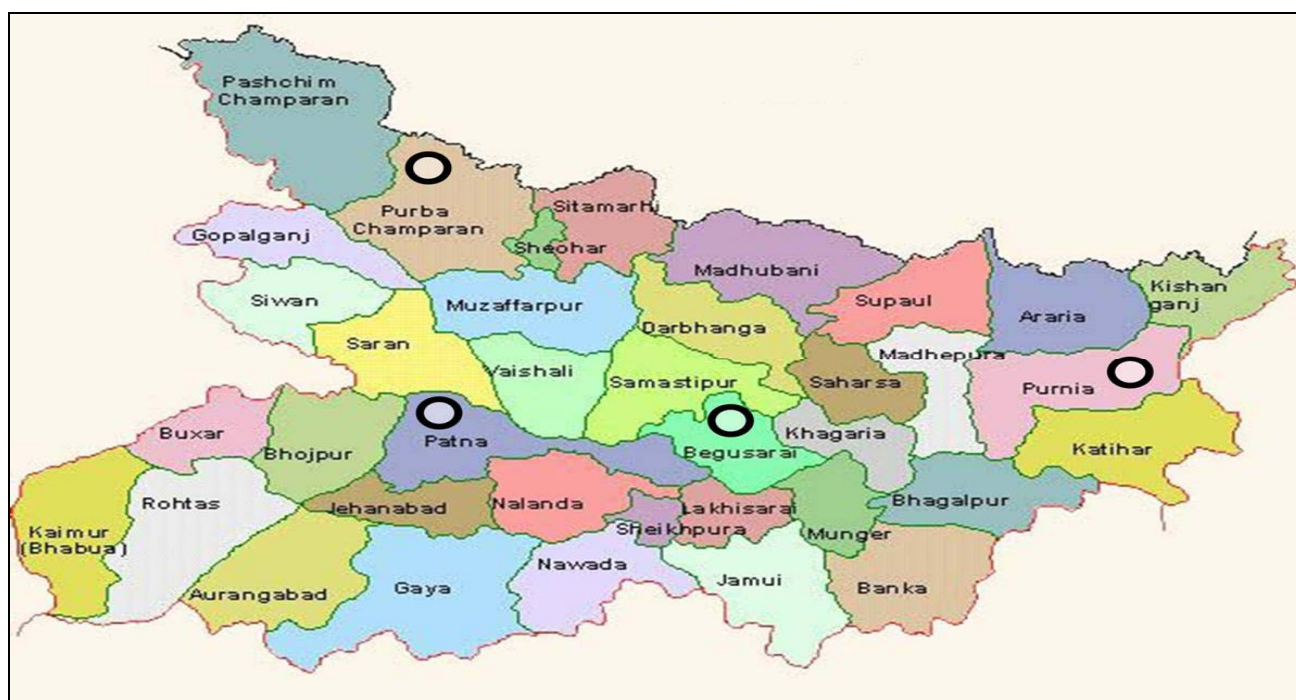 Pashchim
Champaran
Purba
Champaran
Sitamarhi
Sheohar
Gopalganj
Madhubani
Kishan
ganj
Siwan
Muzaffarpur
Supaul
Araria
Darbhanga
Saran
Madhepura
Vaishali
Samastipur
Saharsa
Purnia
Buxar
Bhojpur
Patna
Begusarai
Khagaria
Katihar
Rohtas
Jehanabad
Nalanda
Lakhisarai
Bhagalpur
Kaimur
(Bhabua)
Sheikhpura
Munger
Aurangabad
Gaya
Nawada
Jamui
Banka